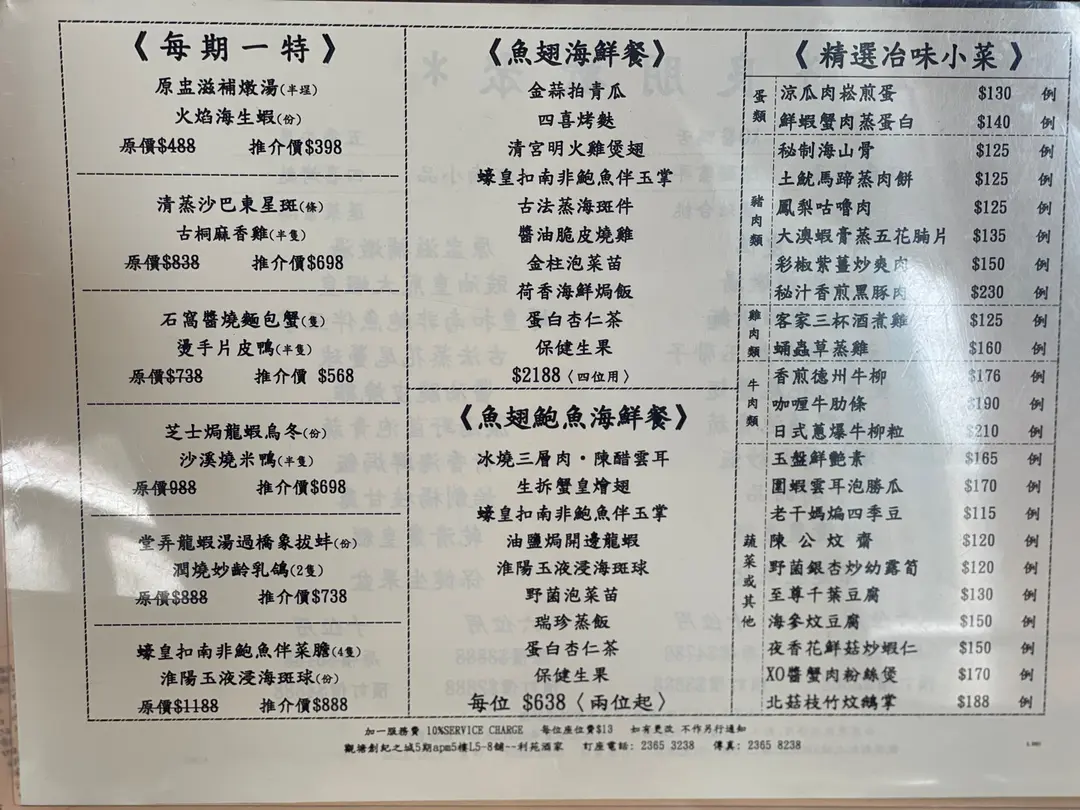 《每期一特》
原盅滋補燉湯(半堽)
火焰海生蝦(份)
原價$488 推介價$398
清蒸沙巴東星斑(條)
古桐麻香雞(半隻)
原價$838 推介價$698
石窩醬燒麵包蟹(隻)
燙手片皮鴨(半隻)
原價$738 推介價 $568
芝士焗龍蝦烏冬(份)
沙溪燒米鴨(半隻)
原價988 推介價$698
堂弄龍蝦湯過橋象拔蚌(份)
潤燒妙齡乳鴿(2隻)
原價$888 推介價$738
蠔皇扣南非鮑魚伴菜膽(4隻)
淮陽玉液浸海斑球(份)
原價$1188 推介價$888
《魚翅海鮮餐》
金蒜拍青瓜
四喜烤麩
清宮明火雞煲翅
蠔皇扣南非鮑魚伴玉掌
古法蒸海斑件
醬油脆皮燒雞
金柱泡菜苗
荷香海鮮焗飯
蛋白杏仁茶
保健生果
$2188〈四位用〉
《魚翅鮑魚海鮮餐》
冰燒三層肉·陳醋雲耳
生拆蟹皇燴翅
蠔皇扣南非鮑魚伴玉掌
油鹽焗開邊龍蝦
淮陽玉液浸海斑球
野菌泡菜苗
瑞珍蒸飯
蛋白杏仁茶
保健生果
每位 $638〈兩位起〉
《精選冶味小菜》
蛋類
涼瓜肉崧煎蛋 $130 例
鮮蝦蟹肉蒸蛋白 $140 例
豬肉類
秘制海山骨 $125 例
土魷馬蹄蒸肉餅 $125 例
鳳梨咕嚕肉 $125 例
大澳蝦膏蒸五花腩片 $135 例
彩椒紫薑炒爽肉 $150 例
秘汁香煎黑豚肉 $230 例
雞肉類
客家三杯酒煮雞 $125 例
蛹蟲草蒸雞 $160 例
牛肉類
香煎德州牛柳 $176 例
咖喱牛肋條 $190 例
日式蔥爆牛柳粒 $210 例
蔬菜或其他
玉盤鮮艷素 $165 例
圍蝦雲耳泡勝瓜 $170 例
老干媽煸四季豆 $115 例
陳公炆齋 $120 例
野菌銀杏炒幼露筍 $120 例
至尊千葉豆腐 $130 例
海參炆豆腐 $150 例
夜香花鮮菇炒蝦仁 $150 例
XO醬蟹肉粉絲煲 $170 例
北菇枝竹炆鵝掌 $188 例
加一服務費 10%SERVICE CHARGE 每位座位費$13 如有更改 不作另行通知
觀塘創紀之城5期apm5樓L5-8舖--利苑酒家 訂座電話: 2365 3238 傳真: 2365 8238